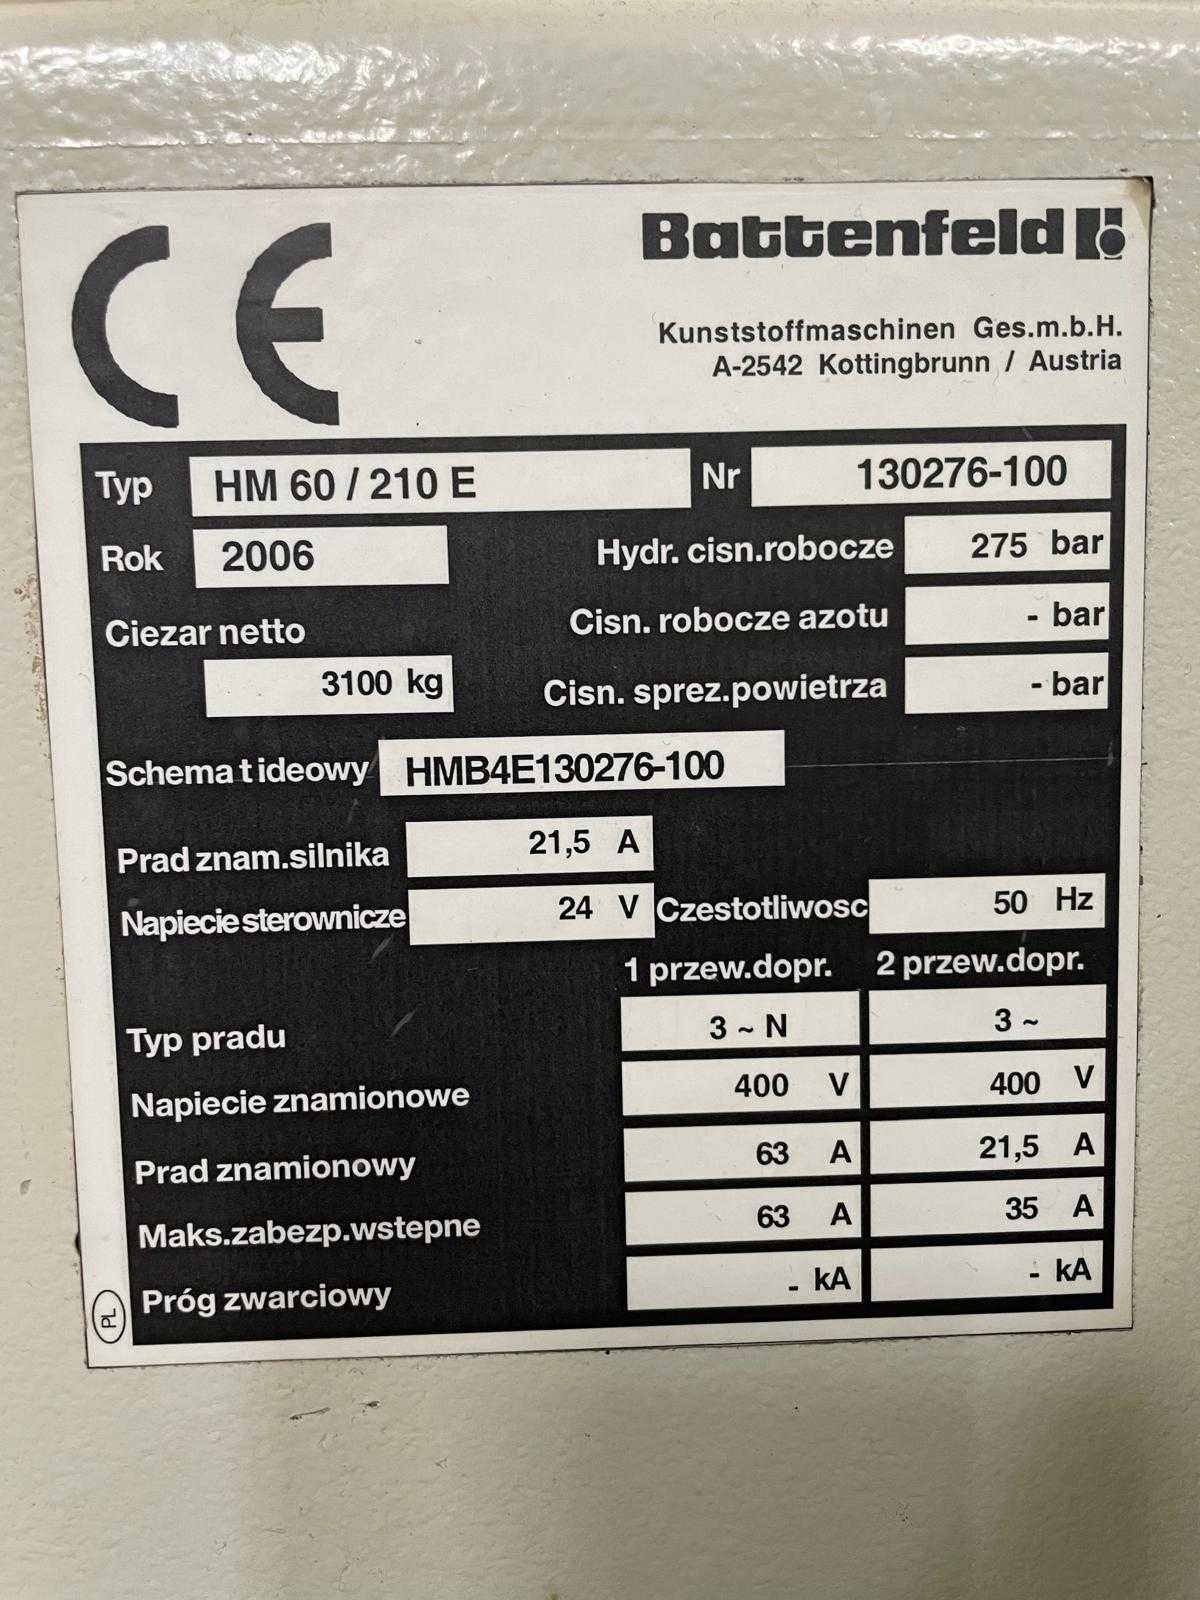 CE
Battenfeld
Kunststoffmaschinen Ges.m.b.H.
A-2542 Kottingbrunn / Austria
Typ HM 60 / 210 E Nr 130276-100
Rok 2006 Hydr. cisn.robocze 275 bar
Ciezar netto Cisn. robocze azotu - bar
3100 kg Cisn. sprez.powietrza - bar
Schemat ideowy HMB4E130276-100
Prad znam.silnika 21,5 A
Napiecie sterownicze 24 V Czestotliwosc 50 Hz
1 przew.dopr. 2 przew.dopr.
Typ pradu 3 ~ N 3 ~
Napiecie znamionowe 400 V 400 V
Prad znamionowy 63 A 21,5 A
Maks.zabezp.wstepne 63 A 35 A
Próg zwarciowy - kA - kA
PL